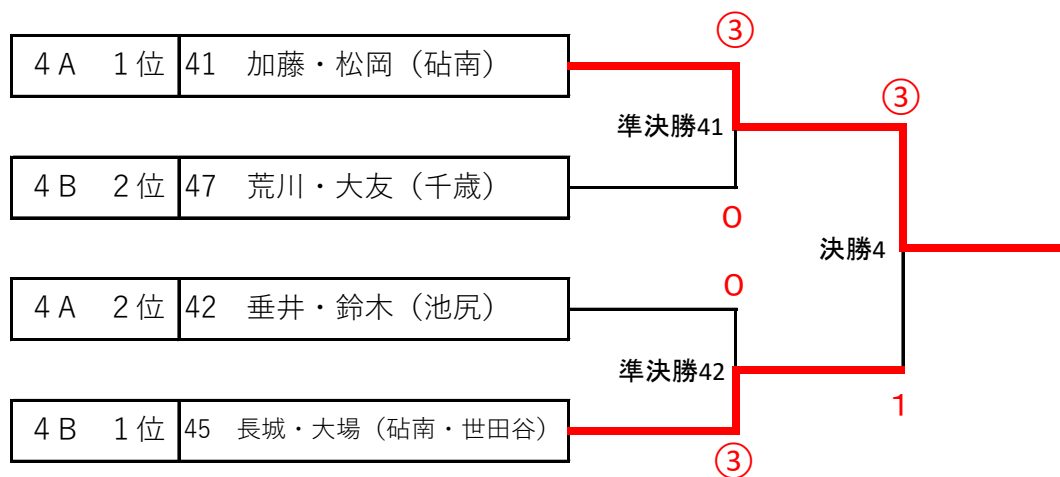 ③
4A 1位 41 加藤・松岡（砧南）
③
準決勝41
4B 2位 47 荒川・大友（千歳）
0
決勝4
0
4A 2位 42 垂井・鈴木（池尻）
準決勝42
1
4B 1位 45 長城・大場（砧南・世田谷）
③